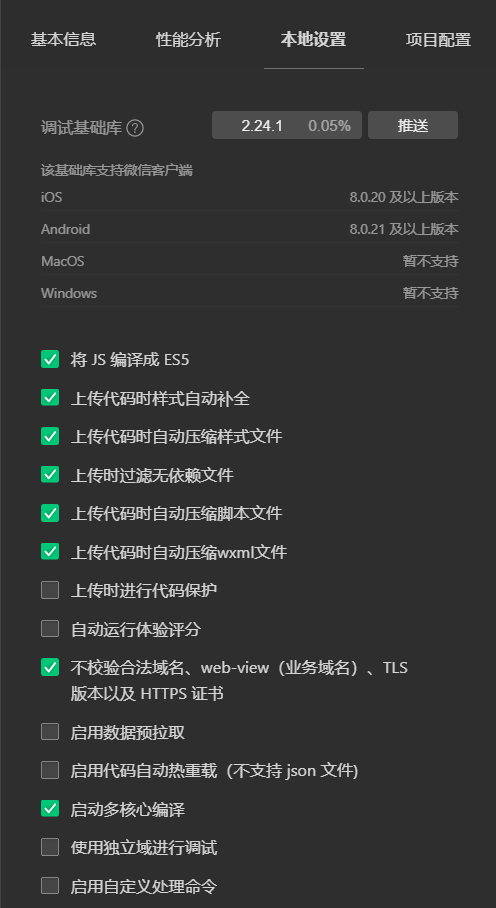 基本信息 性能分析 本地设置 项目配置
调试基础库 ? 2.24.1 0.05% 推送
该基础库支持微信客户端
iOS 8.0.20 及以上版本
Android 8.0.21 及以上版本
MacOS 暂不支持
Windows 暂不支持
将 JS 编译成 ES5
上传代码时样式自动补全
上传代码时自动压缩样式文件
上传时过滤无依赖文件
上传代码时自动压缩脚本文件
上传代码时自动压缩wxml文件
上传时进行代码保护
自动运行体验评分
不校验合法域名、web-view（业务域名）、TLS
版本以及 HTTPS 证书
启用数据预拉取
启用代码自动热重载（不支持 json 文件)
启动多核心编译
使用独立域进行调试
启用自定义处理命令